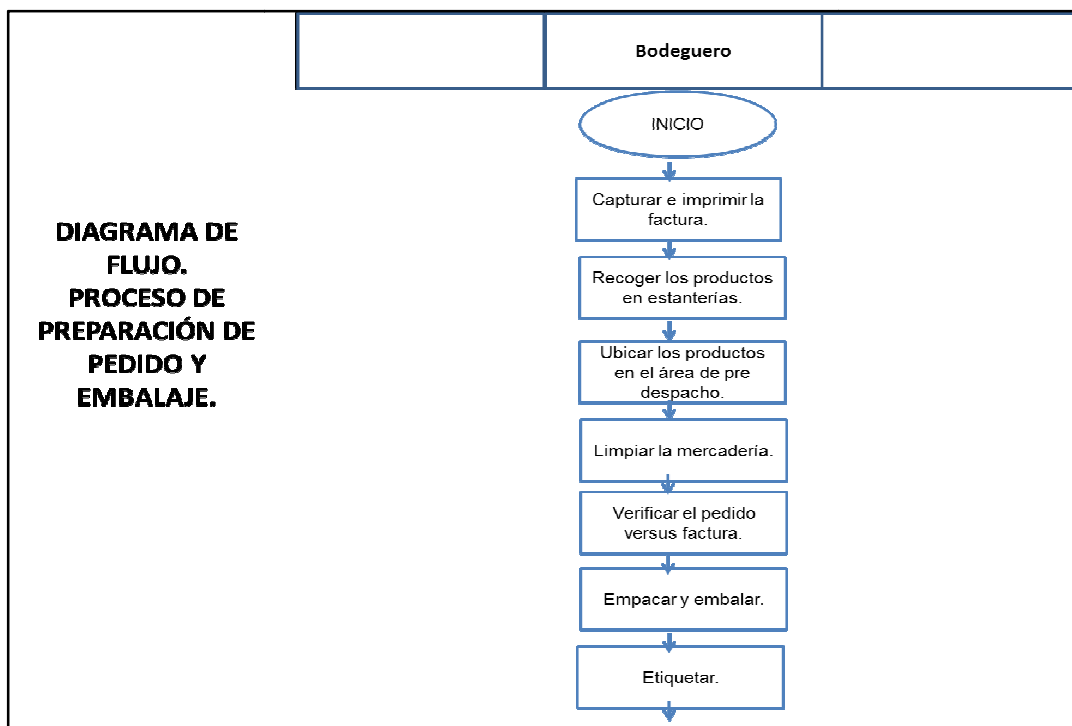 Bodeguero
INICIO
DIAGRAMA DE
FLUJO.
PROCESO DE
PREPARACIÓN DE
PEDIDO Y
EMBALAJE.
Capturar e imprimir la
factura.
Recoger los productos
en estanterías.
Ubicar los productos
en el área de pre
despacho.
Limpiar la mercadería.
Verificar el pedido
versus factura.
Empacar y embalar.
Etiquetar.